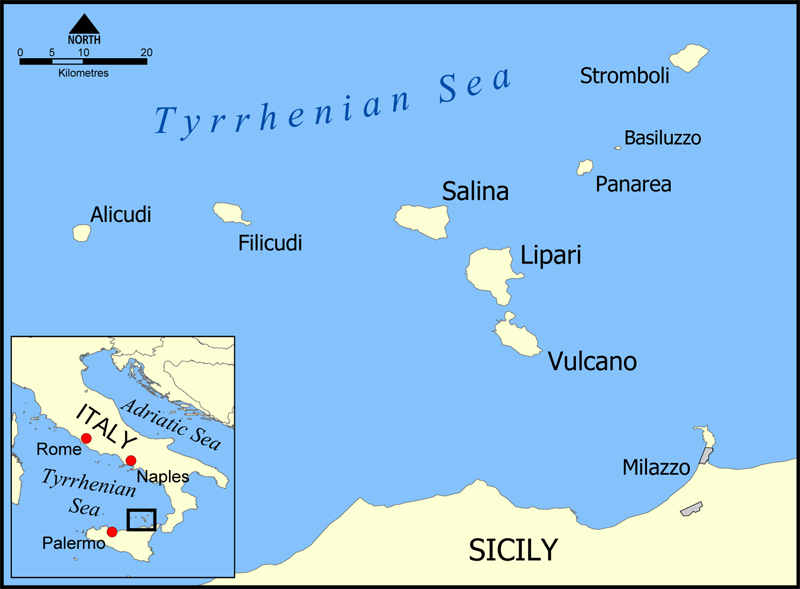 NORTH
0 5 10 20
Kilometres
Tyrrhenian Sea
Stromboli
Basiluzzo
Panarea
Salina
Alicudi
Filicudi
Lipari
Vulcano
Milazzo
SICILY
ITALY
Adriatic Sea
Rome
Naples
Tyrrhenian
Sea
Palermo